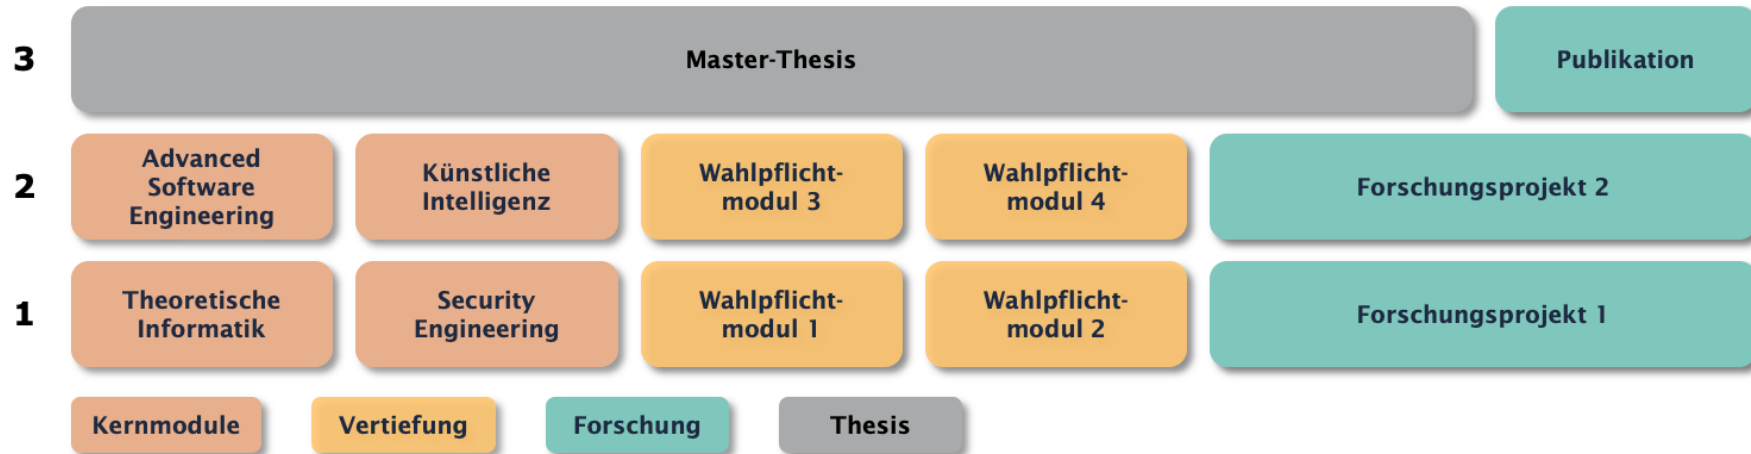 3
Master-Thesis
Publikation
2
Advanced
Software
Engineering
Künstliche
Intelligenz
Wahlpflicht-
modul 3
Wahlpflicht-
modul 4
Forschungsprojekt 2
1
Theoretische
Informatik
Security
Engineering
Wahlpflicht-
modul 1
Wahlpflicht-
modul 2
Forschungsprojekt 1
Kernmodule
Vertiefung
Forschung
Thesis